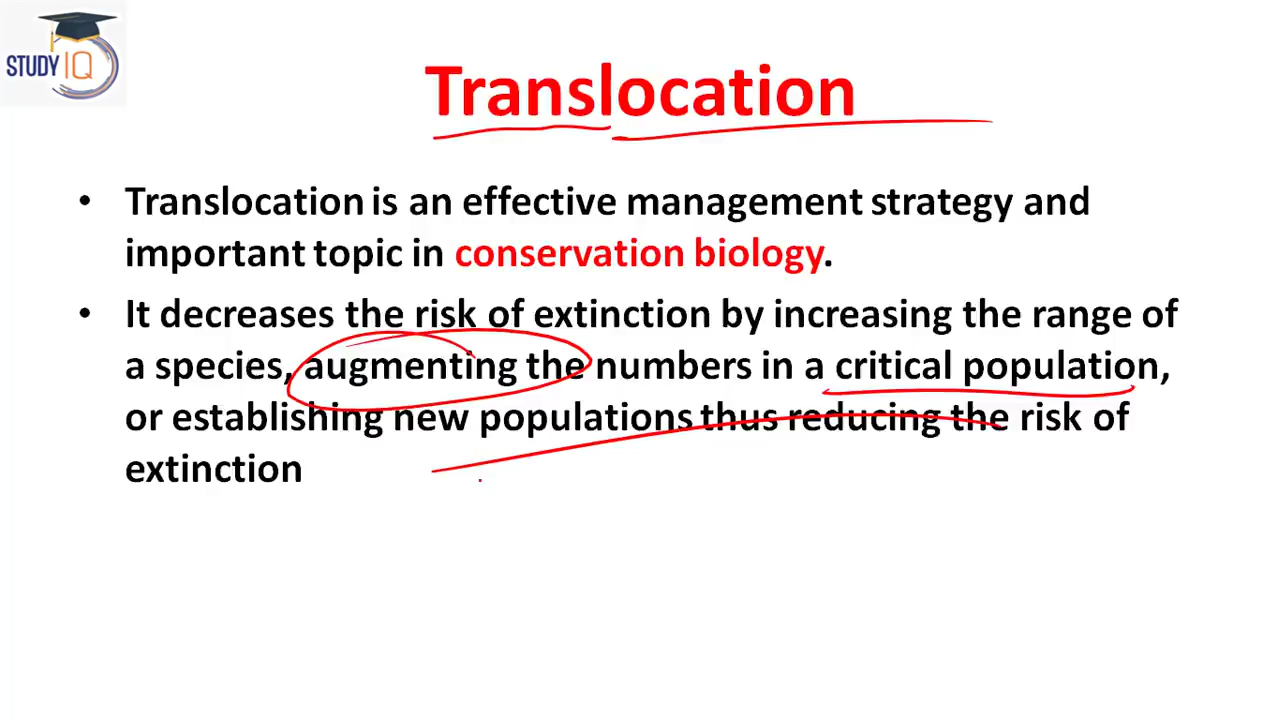 STUDY IQ
Translocation
• Translocation is an effective management strategy and
important topic in conservation biology.
• It decreases the risk of extinction by increasing the range of
a species, augmenting the numbers in a critical population,
or establishing new populations thus reducing the risk of
extinction